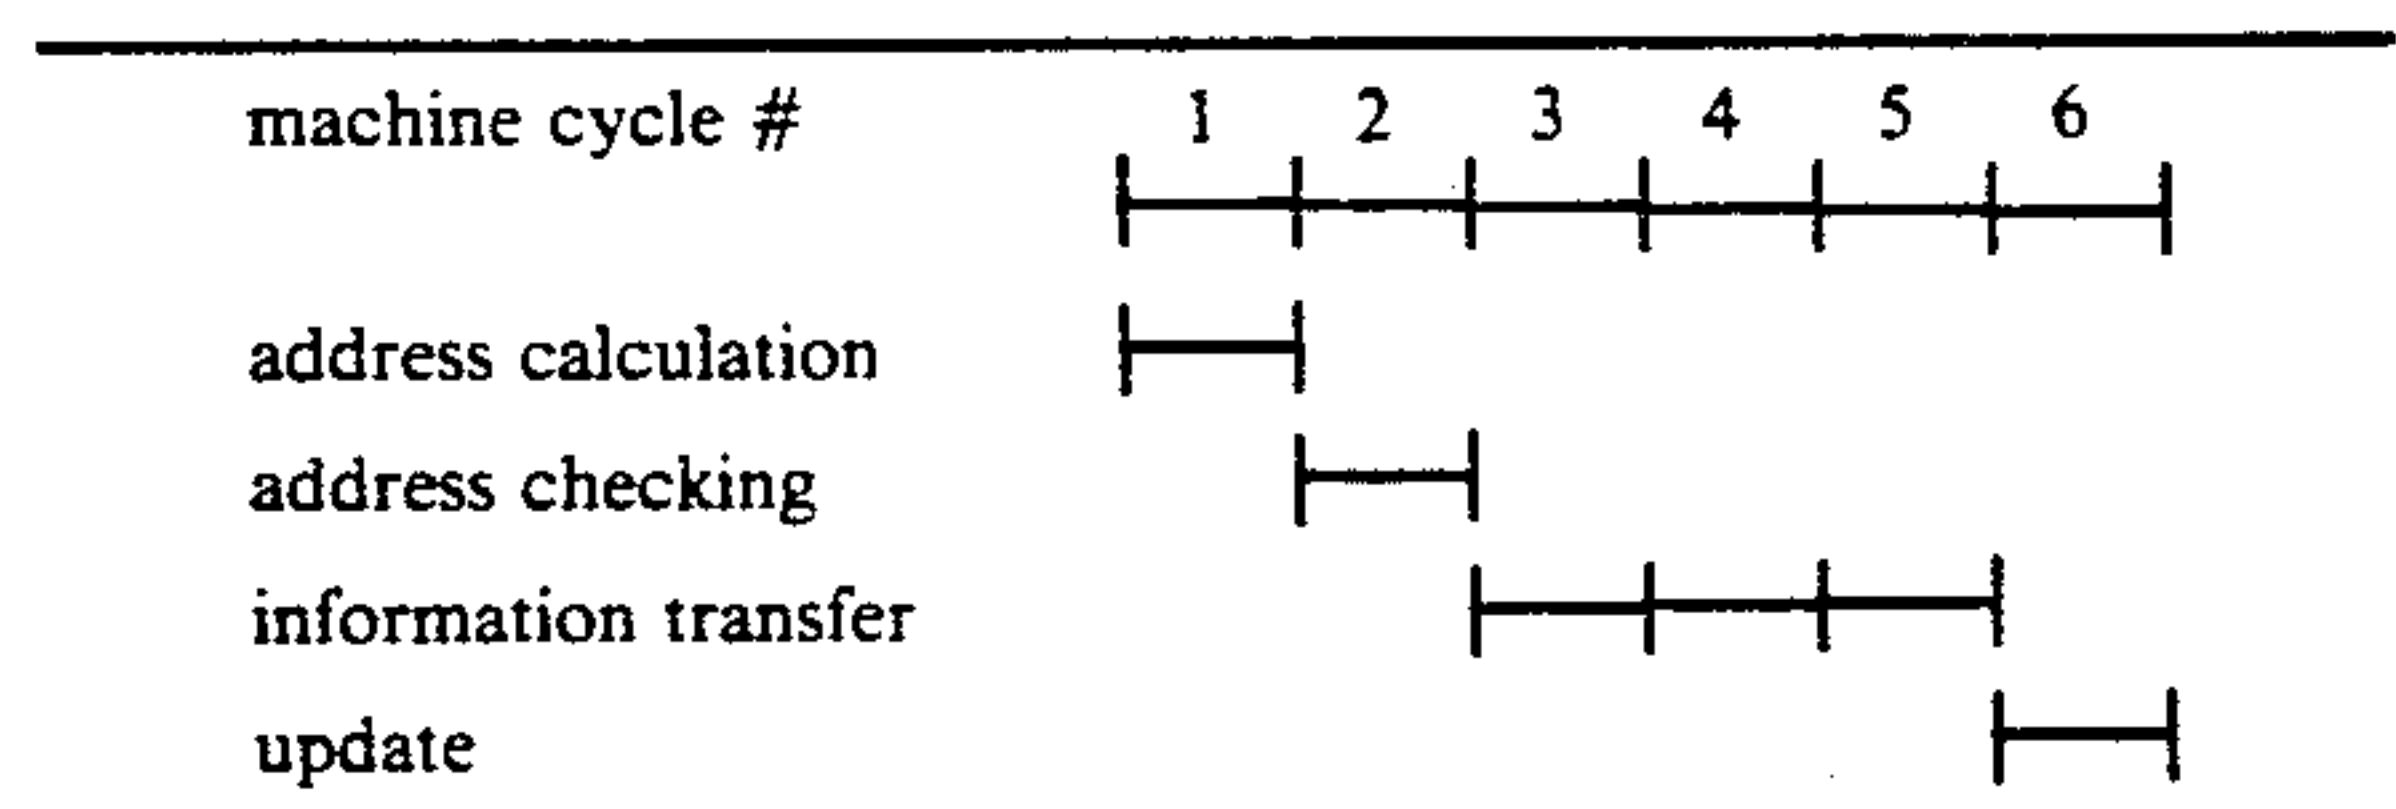 machine cycle # 1 2 3 4 5 6
address calculation
address checking
information transfer
update